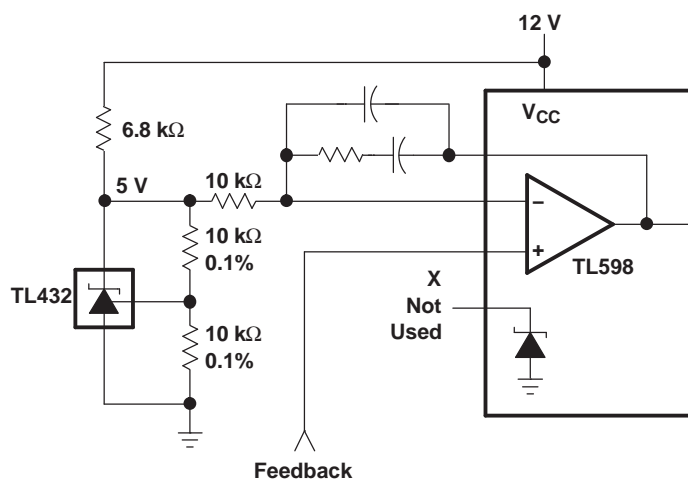 12 V
VCC
6.8 kΩ
5 V
10 kΩ
10 kΩ
0.1%
TL432
10 kΩ
0.1%
−
+
TL598
X
Not
Used
Feedback